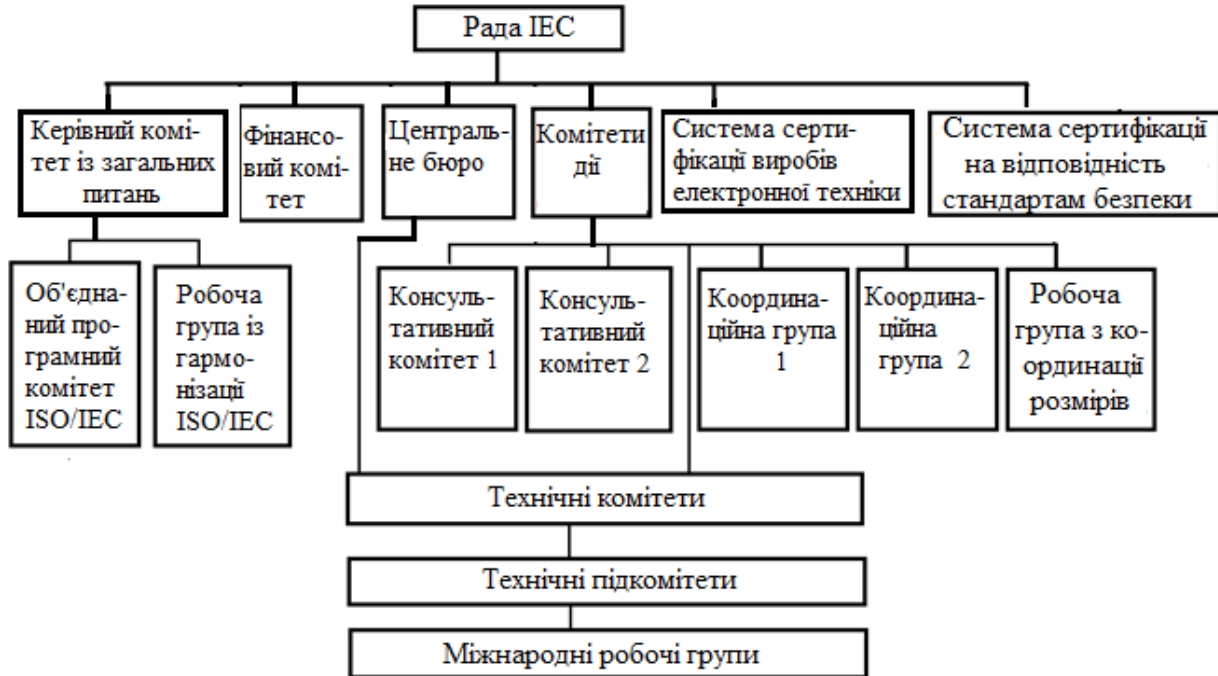 Рада ІЕС
Керівний комі-
тет із загальних
питань
Фінансо-
вий комі-
тет
Централь-
не бюро
Комітети
дії
Система серти-
фікації виробів
електронної техніки
Система сертифікації
на відповідність
стандартам безпеки
Об'єдна-
ний про-
грамний
комітет
ISO/IEC
Робоча
група із
гармо-
нізації
ISO/IEC
Консуль-
тативний
комітет 1
Консуль-
тативний
комітет 2
Координа-
ційна група
1
Координа-
ційна
група 2
Робоча
група з ко-
ординації
розмірів
Технічні комітети
Технічні підкомітети
Міжнародні робочі групи